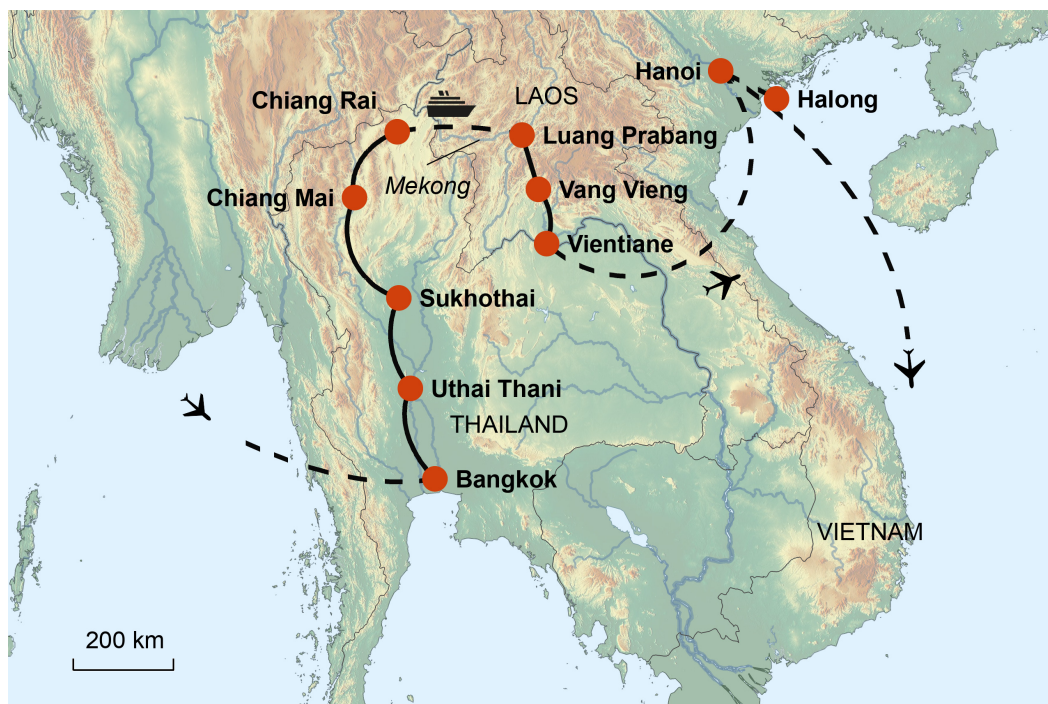 Hanoi
Halong
Chiang Rai
LAOS
Luang Prabang
Mekong
Vang Vieng
Chiang Mai
Vientiane
Sukhothai
Uthai Thani
THAILAND
Bangkok
VIETNAM
200 km